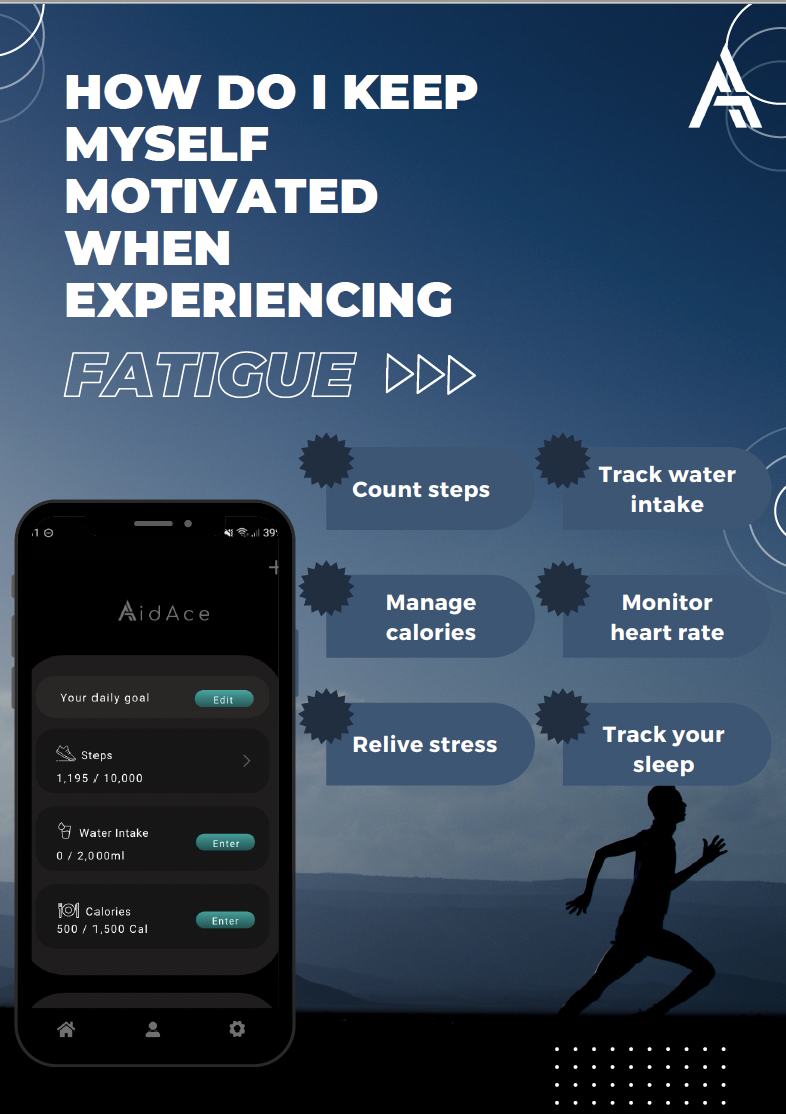 HOW DO I KEEP
MYSELF
MOTIVATED
WHEN
EXPERIENCING
FATIGUE
Count steps
Track water
intake
Manage
calories
Monitor
heart rate
Relive stress
Track your
sleep
39
AidAce
Your daily goal
Edit
Steps
1,195 / 10,000
Water Intake
0 / 2,000ml
Enter
Calories
500 / 1,500 Cal
Enter